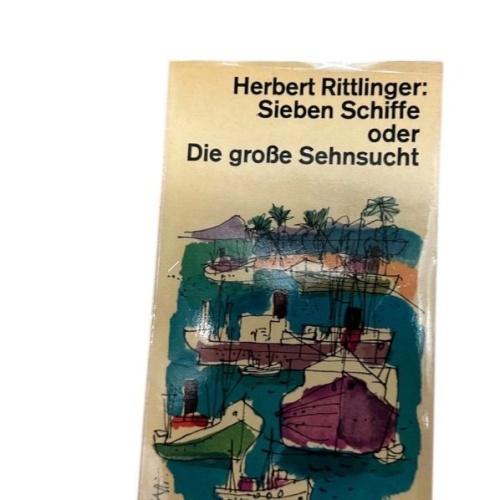 Herbert Rittlinger:
Sieben Schiffe
oder
Die große Sehnsucht